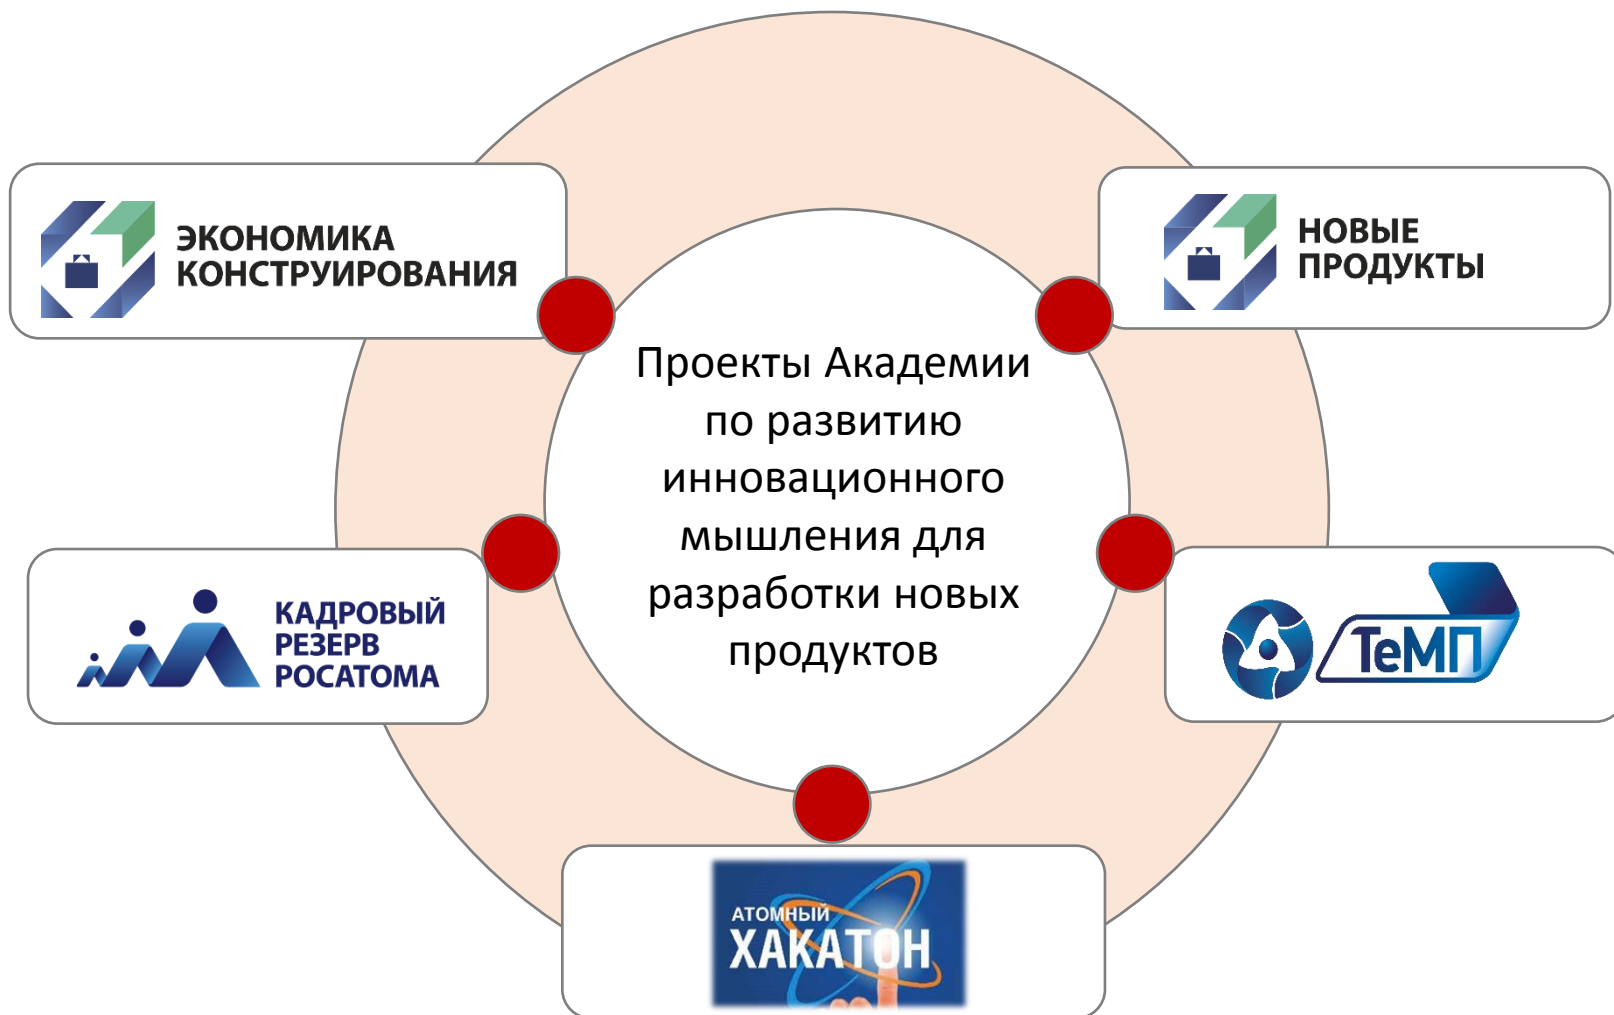 ЭКОНОМИКА
КОНСТРУИРОВАНИЯ
НОВЫЕ
ПРОДУКТЫ
Проекты Академии
по развитию
инновационного
мышления для
разработки новых
продуктов
КАДРОВЫЙ
РЕЗЕРВ
РОСАТОМА
ТеМП
АТОМНЫЙ
ХАКАТОН